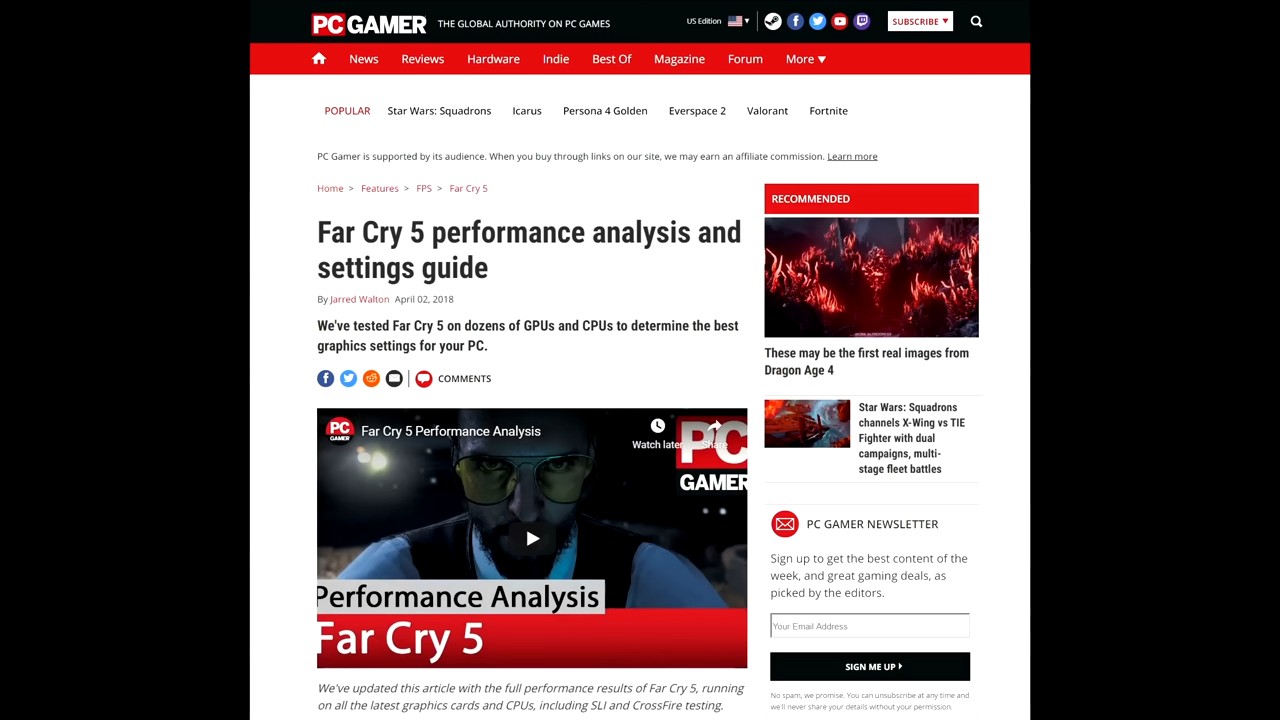 PC GAMER THE GLOBAL AUTHORITY ON PC GAMES US Edition SUBSCRIBE
News Reviews Hardware Indie Best Of Magazine Forum More
POPULAR Star Wars: Squadrons Icarus Persona 4 Golden Everspace 2 Valorant Fortnite
PC Gamer is supported by its audience. When you buy through links on our site, we may earn an affiliate commission. Learn more
Home > Features > FPS > Far Cry 5
Far Cry 5 performance analysis and
settings guide
By Jarred Walton April 02, 2018
We've tested Far Cry 5 on dozens of GPUs and CPUs to determine the best
graphics settings for your PC.
COMMENTS
PC GAMER
Far Cry 5 Performance Analysis
Watch later Share
PC
GAMER
Performance Analysis
Far Cry 5
We've updated this article with the full performance results of Far Cry 5, running
on all the latest graphics cards and CPUs, including SLI and CrossFire testing.
RECOMMENDED
These may be the first real images from
Dragon Age 4
Star Wars: Squadrons
channels X-Wing vs TIE
Fighter with dual
campaigns, multi-
stage fleet battles
PC GAMER NEWSLETTER
Sign up to get the best content of the
week, and great gaming deals, as
picked by the editors.
Your Email Address
SIGN ME UP
No spam, we promise. You can unsubscribe at any time and
we'll never share your details without your permission.